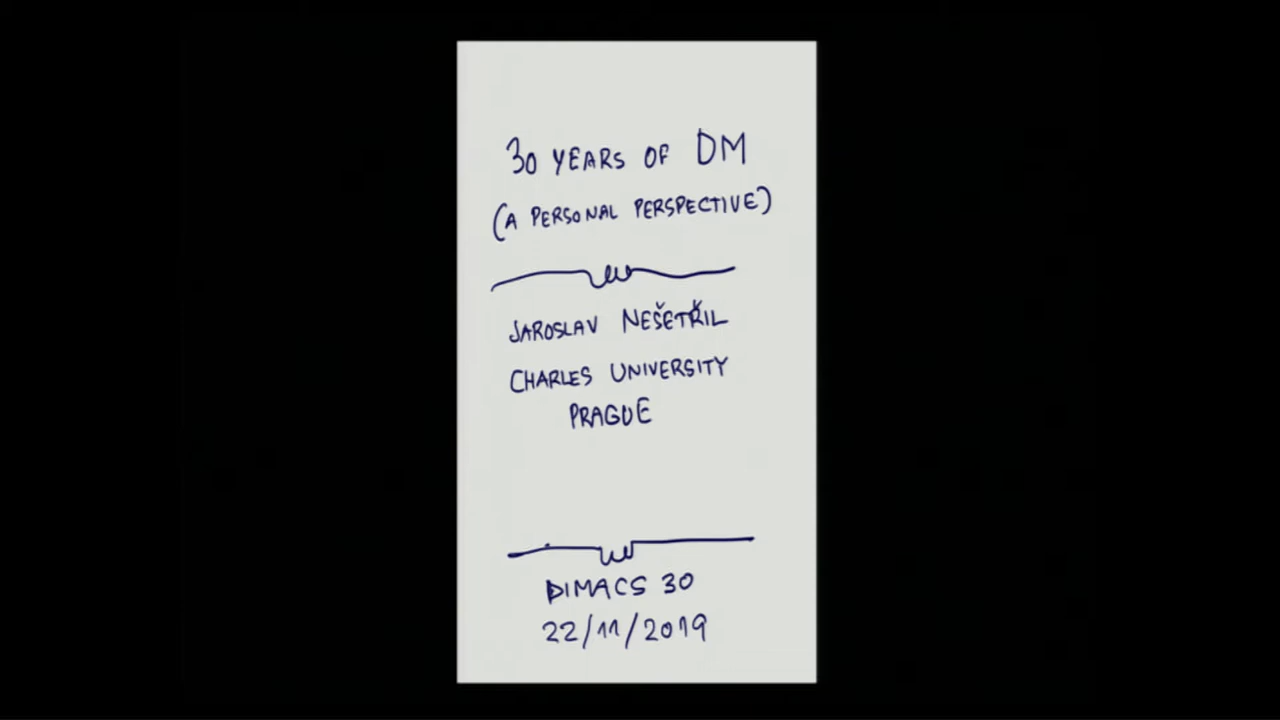 30 YEARS OF DM
(A PERSONAL PERSPECTIVE)
JAROSLAV NEŠETŘIL
CHARLES UNIVERSITY
PRAGUE
DIMACS 30
22/11/2019